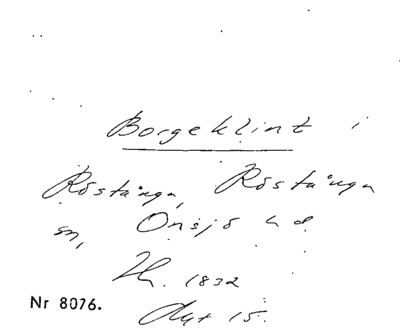 Borgeklint i
Röstånga, Röstånga
sn, Onsjö hd
1832
Nr 8076.